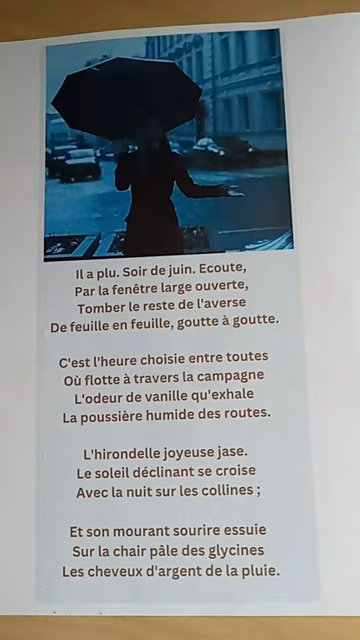 Il a plu. Soir de juin. Ecoute,
Par la fenêtre large ouverte,
Tomber le reste de l'averse
De feuille en feuille, goutte à goutte.
C'est l'heure choisie entre toutes
Où flotte à travers la campagne
L'odeur de vanille qu'exhale
La poussière humide des routes.
L'hirondelle joyeuse jase.
Le soleil déclinant se croise
Avec la nuit sur les collines ;
Et son mourant sourire essuie
Sur la chair pâle des glycines
Les cheveux d'argent de la pluie.